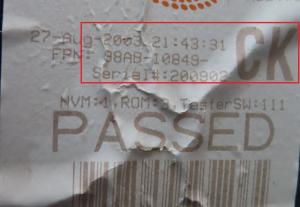 27-Aug-2003 21:43:31
FPN: 98AB-10849-
CK
Serial#:200902
NVM:1,ROM:3,TesterSW:111
PASSED